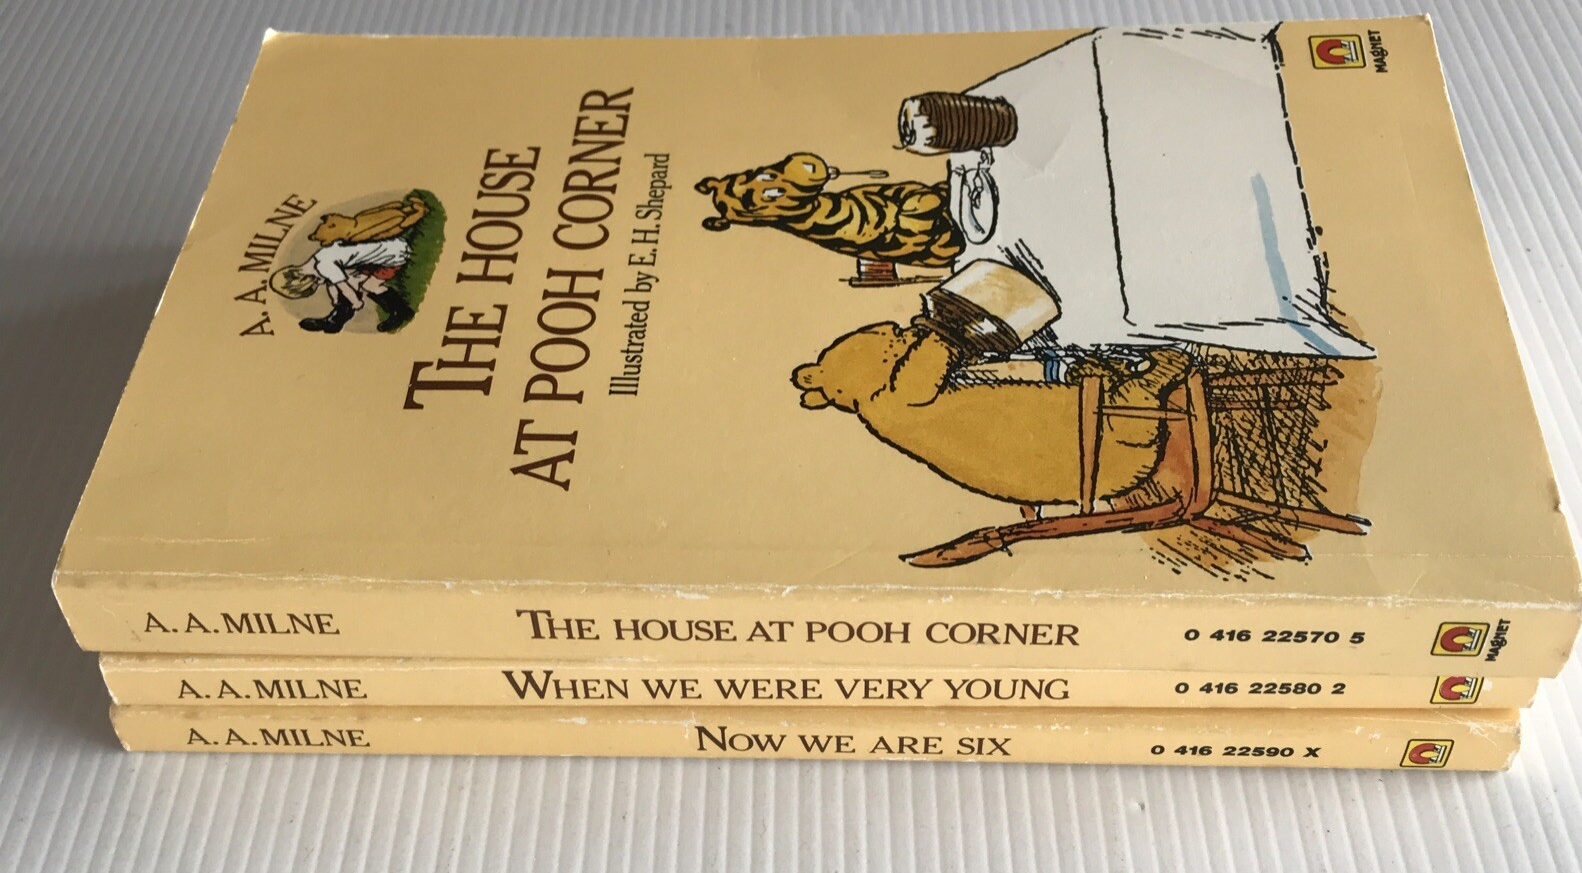 A. A. MILNE
THE HOUSE
AT POOH CORNER
Illustrated by E. H. Shepard
MAGNET
A. A. MILNE THE HOUSE AT POOH CORNER 0 416 22570 5 MAGNET
A. A. MILNE WHEN WE WERE VERY YOUNG 0 416 22580 2
A. A. MILNE NOW WE ARE SIX 0 416 22590 X